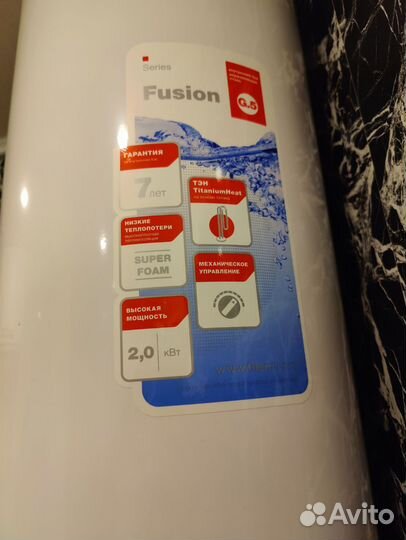 Series
Fusion
G.5
ГАРАНТИЯ
7 лет
ТЭН
TitaniumHeat
НИЗКИЕ
ТЕПЛОПОТЕРИ
SUPER
FOAM
МЕХАНИЧЕСКОЕ
УПРАВЛЕНИЕ
ВЫСОКАЯ
МОЩНОСТЬ
2,0 кВт
Avito